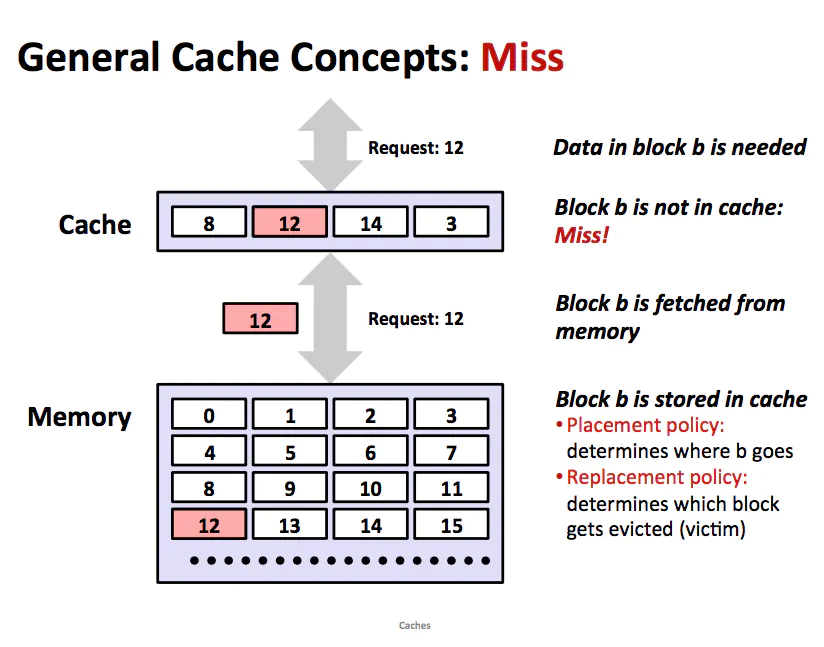 General Cache Concepts: Miss
Request: 12
Data in block b is needed
Cache
8 12 14 3
Block b is not in cache:
Miss!
12
Request: 12
Block b is fetched from
memory
Memory
0 1 2 3
4 5 6 7
8 9 10 11
12 13 14 15
Block b is stored in cache
• Placement policy:
determines where b goes
• Replacement policy:
determines which block
gets evicted (victim)
Caches